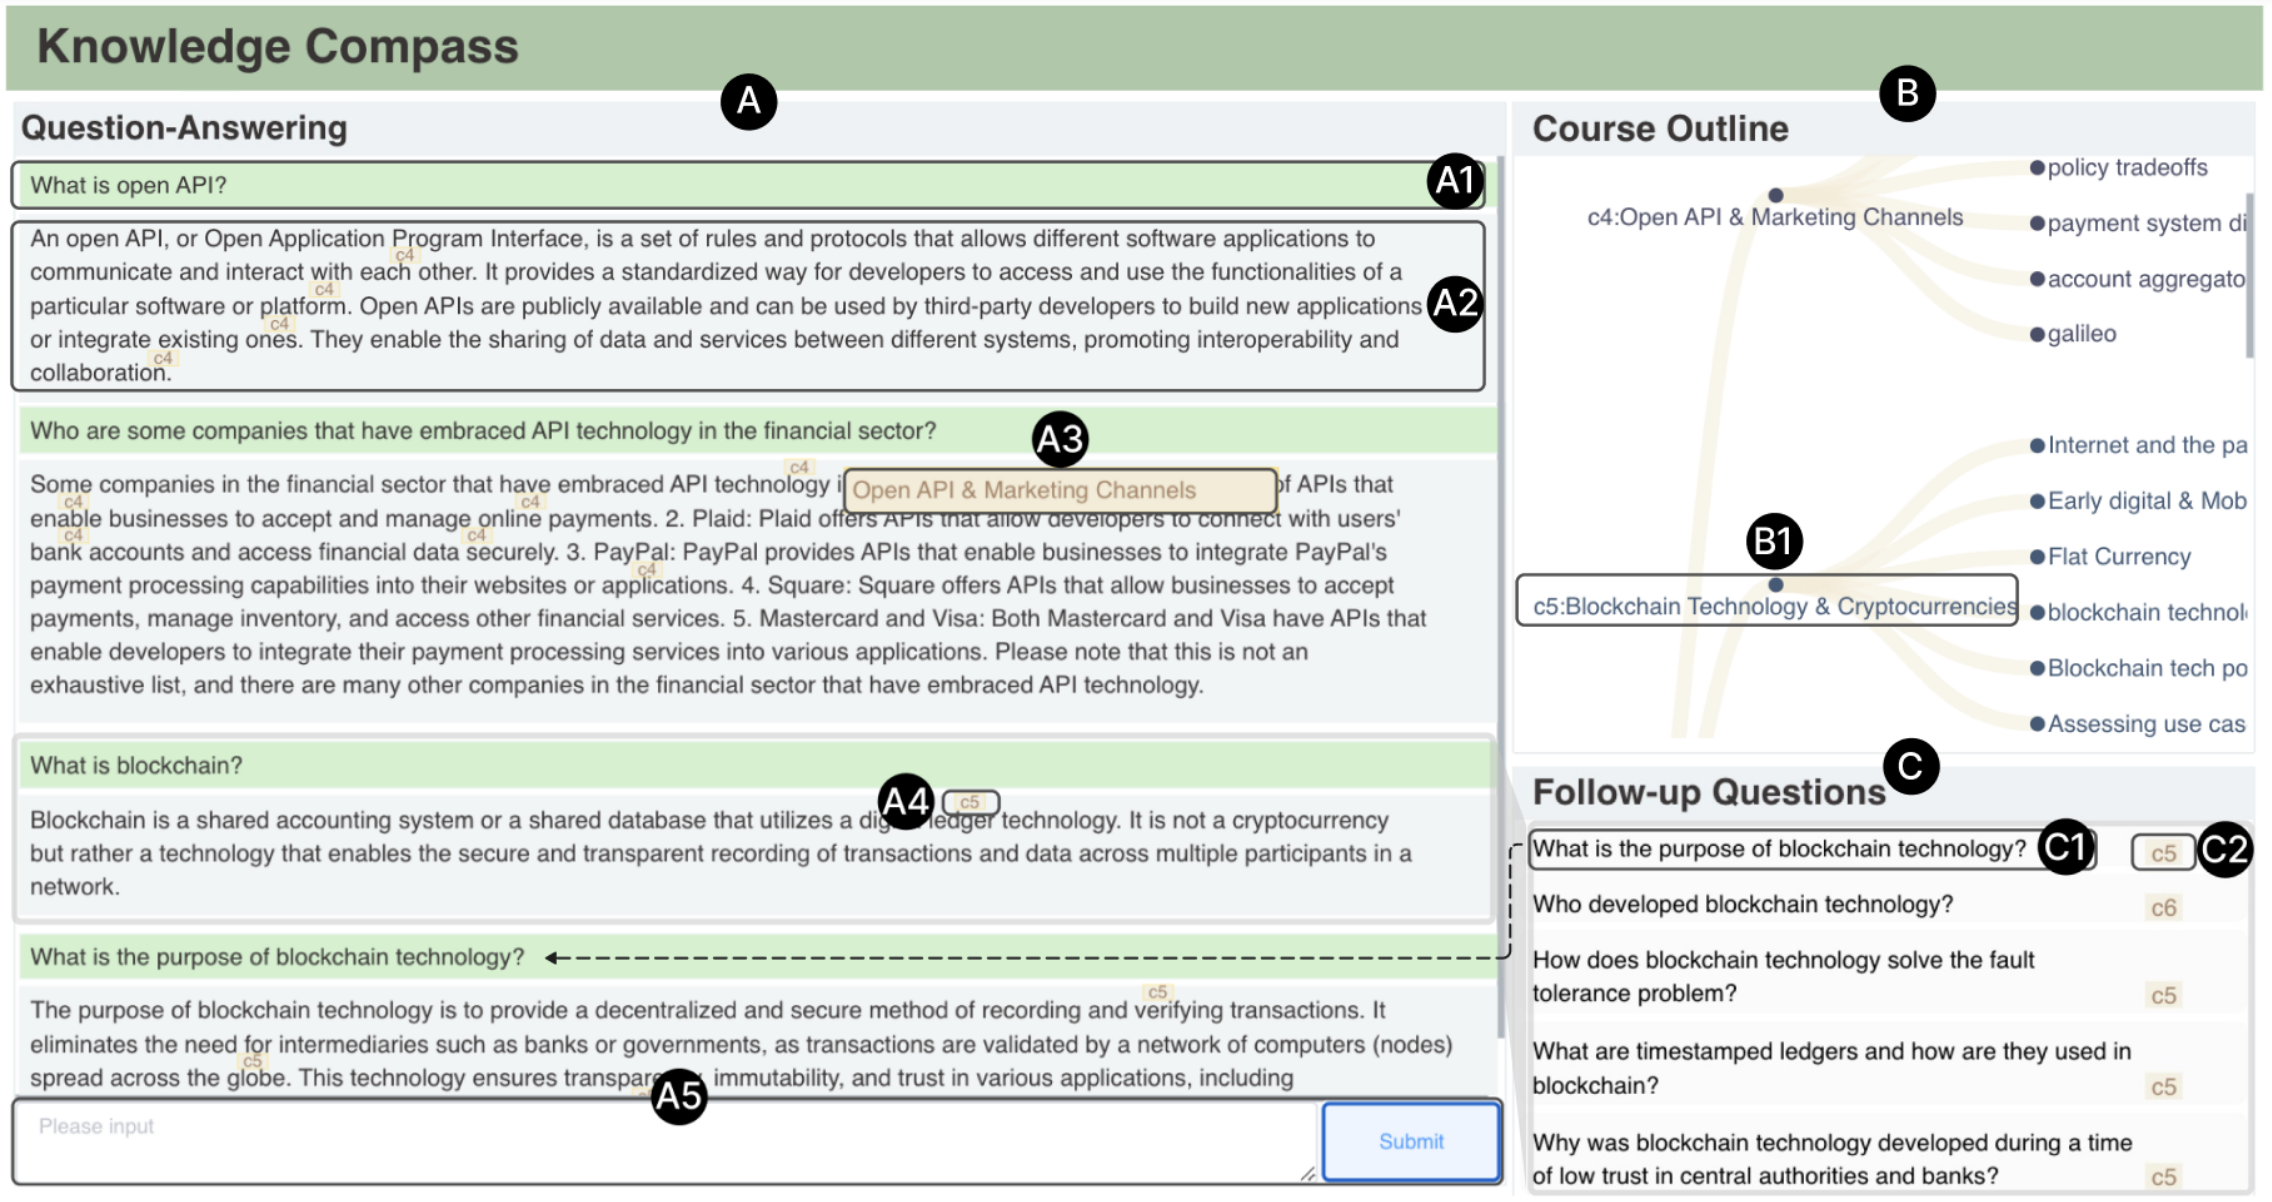 Knowledge Compass
A
B
Question-Answering
What is open API?
A1
An open API, or Open Application Program Interface, is a set of rules and protocols that allows different software applications to
c4
communicate and interact with each other. It provides a standardized way for developers to access and use the functionalities of a
c4
particular software or platform. Open APIs are publicly available and can be used by third-party developers to build new applications
A2
c4
or integrate existing ones. They enable the sharing of data and services between different systems, promoting interoperability and
c4
collaboration.
Who are some companies that have embraced API technology in the financial sector?
A3
c4
Some companies in the financial sector that have embraced API technology
Open API & Marketing Channels
of APIs that
c4
c4
enable businesses to accept and manage online payments. 2. Plaid: Plaid offers APIs that allow developers to connect with users'
c4
c4
bank accounts and access financial data securely. 3. PayPal: PayPal provides APIs that enable businesses to integrate PayPal's
c4
payment processing capabilities into their websites or applications. 4. Square: Square offers APIs that allow businesses to accept
payments, manage inventory, and access other financial services. 5. Mastercard and Visa: Both Mastercard and Visa have APIs that
enable developers to integrate their payment processing services into various applications. Please note that this is not an
exhaustive list, and there are many other companies in the financial sector that have embraced API technology.
What is blockchain?
A4
c5
Blockchain is a shared accounting system or a shared database that utilizes a ledger technology. It is not a cryptocurrency
but rather a technology that enables the secure and transparent recording of transactions and data across multiple participants in a
network.
What is the purpose of blockchain technology?
c5
The purpose of blockchain technology is to provide a decentralized and secure method of recording and verifying transactions. It
eliminates the need for intermediaries such as banks or governments, as transactions are validated by a network of computers (nodes)
c5
spread across the globe. This technology ensures immutability, and trust in various applications, including
A5
Please input
Submit
Course Outline
policy tradeoffs
c4:Open API & Marketing Channels
payment system di
account aggregato
galileo
Internet and the pa
Early digital & Mob
B1
Flat Currency
c5:Blockchain Technology & Cryptocurrencies
blockchain technol
Blockchain tech po
Assessing use cas
C
Follow-up Questions
What is the purpose of blockchain technology?
C1
c5
C2
Who developed blockchain technology?
c6
How does blockchain technology solve the fault
tolerance problem?
c5
What are timestamped ledgers and how are they used in
blockchain?
c5
Why was blockchain technology developed during a time
of low trust in central authorities and banks?
c5